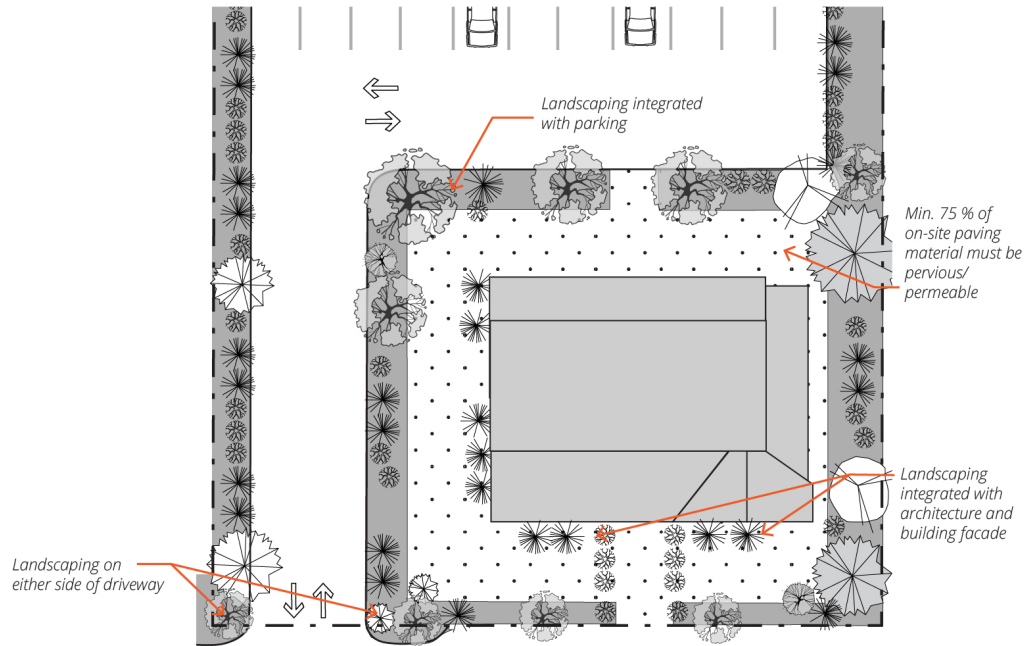 Landscaping integrated
with parking
Min. 75 % of
on-site paving
material must be
pervious/
permeable
Landscaping
integrated with
architecture and
building facade
Landscaping on
either side of driveway